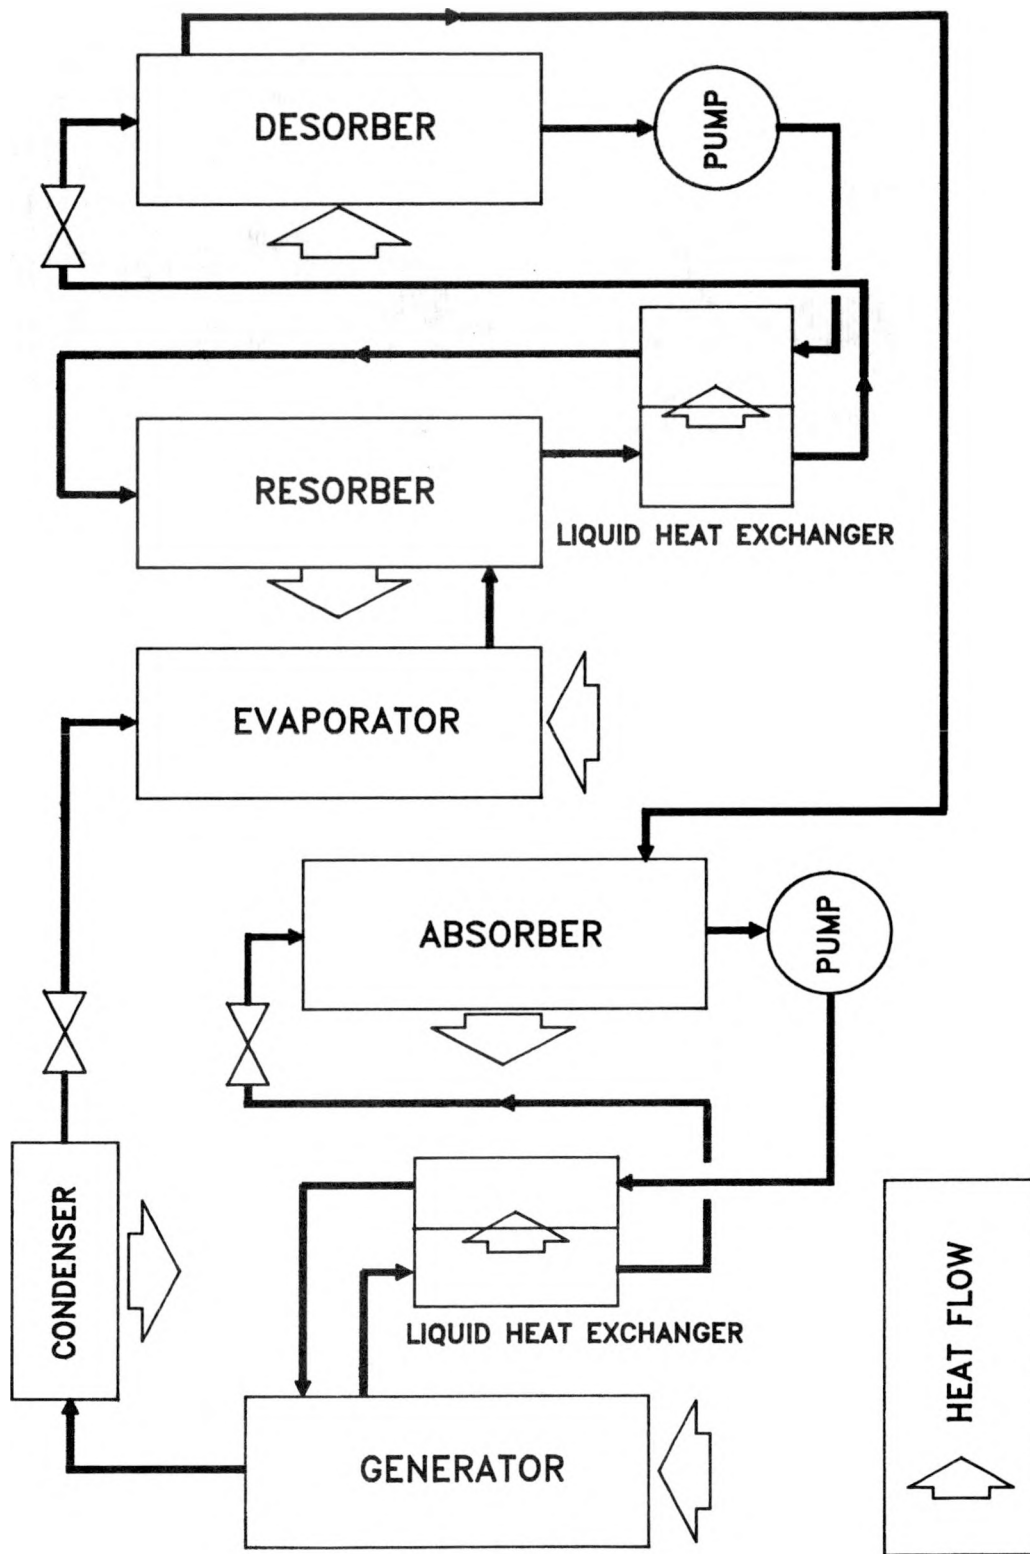 DESORBER
PUMP
RESORBER
LIQUID HEAT EXCHANGER
EVAPORATOR
ABSORBER
PUMP
CONDENSER
LIQUID HEAT EXCHANGER
HEAT FLOW
GENERATOR